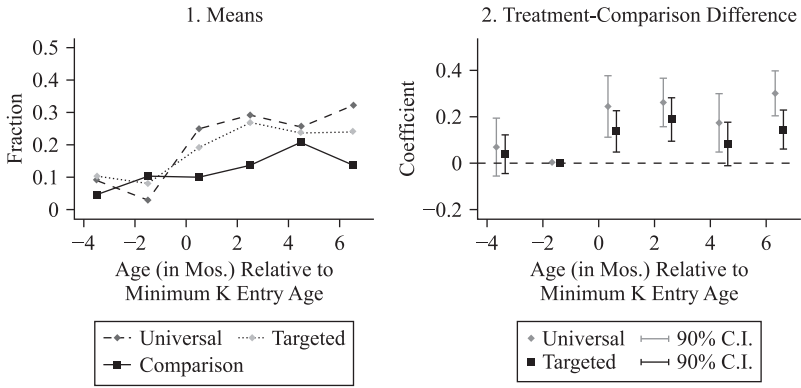 1. Means
0.5
0.4
0.3
0.2
0.1
0
Fraction
−4 −2 0 2 4 6
Age (in Mos.) Relative to
Minimum K Entry Age
Universal Targeted
Comparison
2. Treatment-Comparison Difference
0.4
0.2
0
−0.2
Coefficient
−4 −2 0 2 4 6
Age (in Mos.) Relative to
Minimum K Entry Age
Universal 90% C.I.
Targeted 90% C.I.